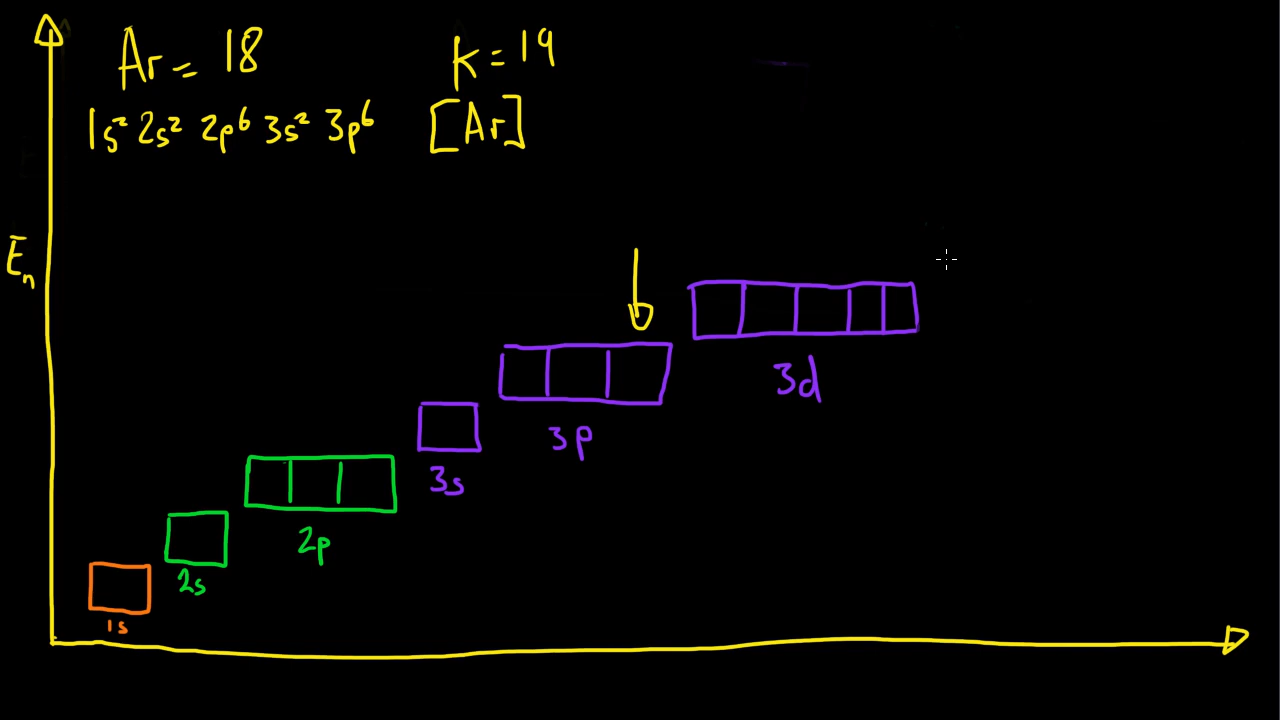 Ar = 18
K = 19
1s² 2s² 2p⁶ 3s² 3p⁶
[Ar]
En
3d
3p
3s
2p
2s
1s